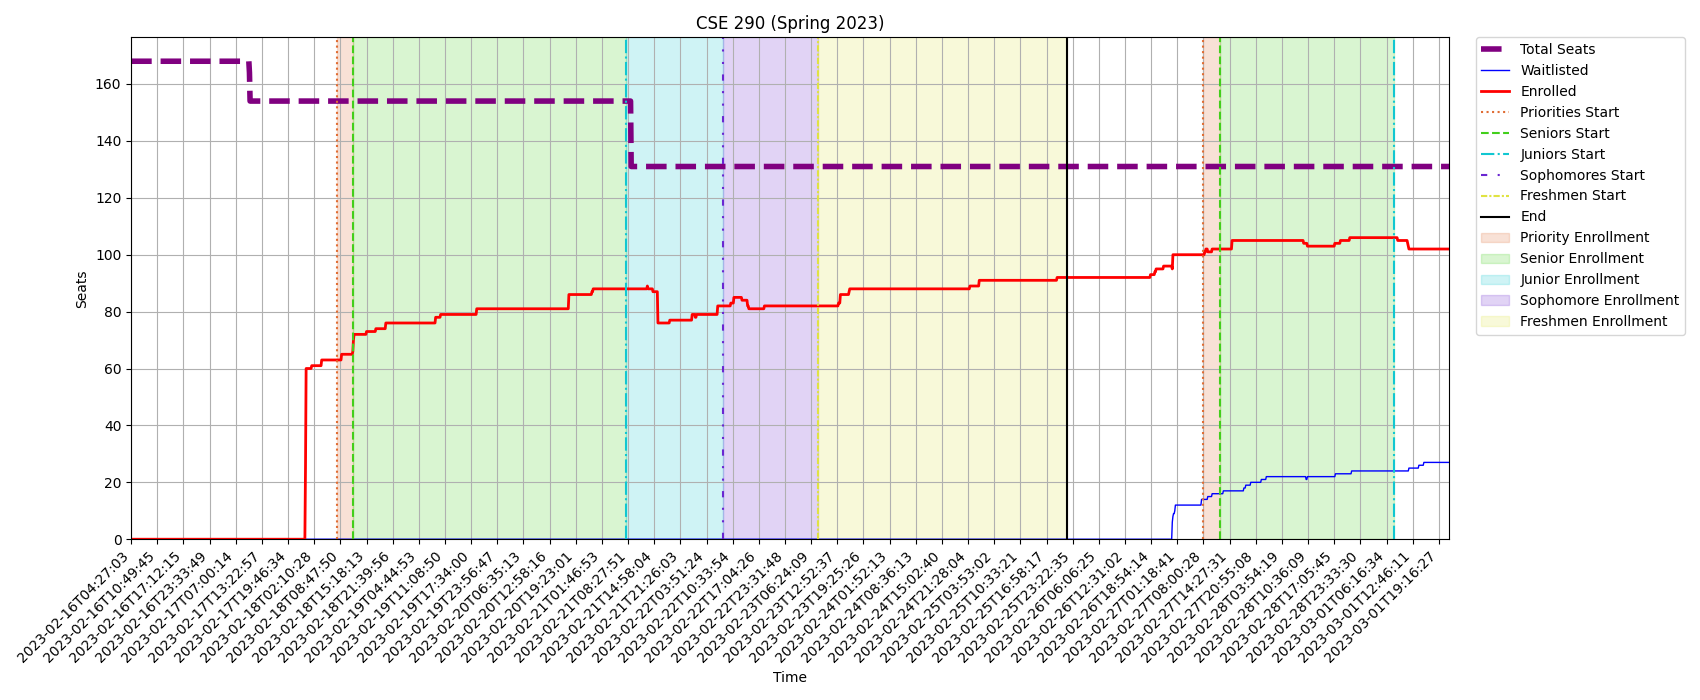 CSE 290 (Spring 2023)
Seats
160
140
120
100
80
60
40
20
0
2023-02-16T04:27:03
2023-02-16T10:49:45
2023-02-16T17:12:15
2023-02-16T23:33:49
2023-02-17T07:00:14
2023-02-17T13:22:57
2023-02-17T19:46:34
2023-02-18T02:10:28
2023-02-18T08:47:50
2023-02-18T15:18:13
2023-02-18T21:39:56
2023-02-19T04:44:53
2023-02-19T11:08:50
2023-02-19T17:34:00
2023-02-19T23:56:47
2023-02-20T06:35:13
2023-02-20T12:58:16
2023-02-20T19:23:01
2023-02-21T01:46:53
2023-02-21T08:27:51
2023-02-21T14:58:04
2023-02-21T21:26:03
2023-02-22T03:51:24
2023-02-22T10:33:54
2023-02-22T17:04:26
2023-02-22T23:31:48
2023-02-23T06:24:09
2023-02-23T12:52:37
2023-02-23T19:25:26
2023-02-24T01:52:13
2023-02-24T08:36:13
2023-02-24T15:02:40
2023-02-24T21:28:04
2023-02-25T03:53:02
2023-02-25T10:33:21
2023-02-25T16:58:17
2023-02-25T23:22:35
2023-02-26T06:06:25
2023-02-26T12:31:02
2023-02-26T18:54:14
2023-02-27T01:18:41
2023-02-27T08:00:28
2023-02-27T14:27:31
2023-02-27T20:55:08
2023-02-28T03:54:19
2023-02-28T10:36:09
2023-02-28T17:05:45
2023-02-28T23:33:30
2023-03-01T06:16:34
2023-03-01T12:46:11
2023-03-01T19:16:27
Time
Total Seats
Waitlisted
Enrolled
Priorities Start
Seniors Start
Juniors Start
Sophomores Start
Freshmen Start
End
Priority Enrollment
Senior Enrollment
Junior Enrollment
Sophomore Enrollment
Freshmen Enrollment